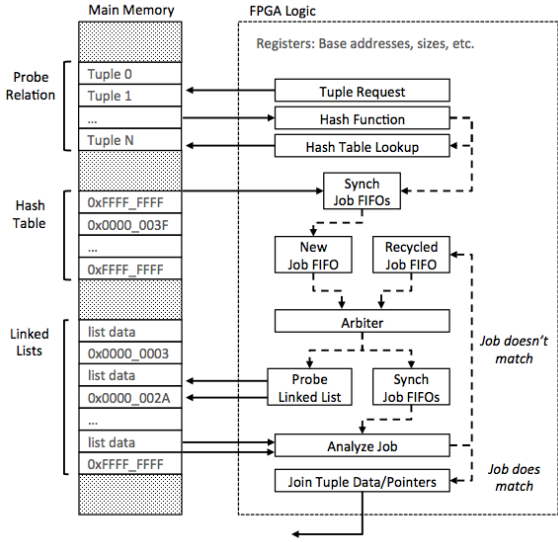 Main Memory
FPGA Logic
Registers: Base addresses, sizes, etc.
Probe
Relation
Tuple 0
Tuple 1
...
Tuple N
Tuple Request
Hash Function
Hash Table Lookup
Hash
Table
0xFFFF_FFFF
0x0000_003F
...
0xFFFF_FFFF
Synch
Job FIFOs
New
Job FIFO
Recycled
Job FIFO
Arbiter
Linked
Lists
list data
0x0000_0003
list data
0x0000_002A
...
list data
0xFFFF_FFFF
Probe
Linked List
Synch
Job FIFOs
Job doesn't
match
Analyze Job
Job does
match
Join Tuple Data/Pointers